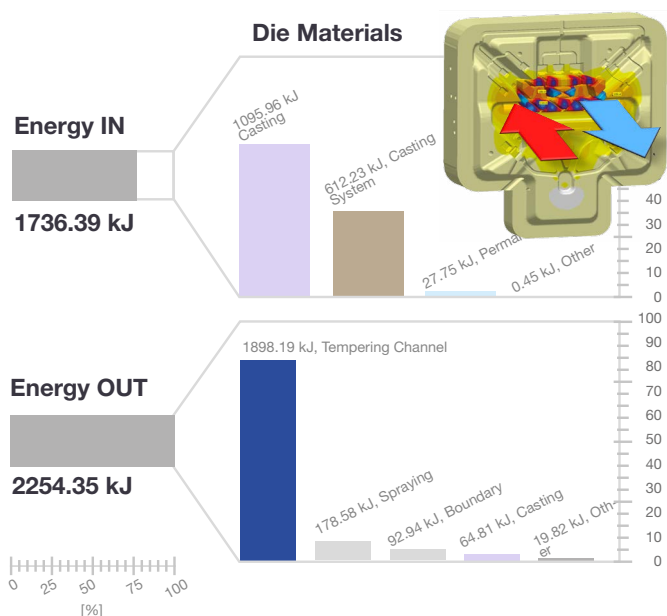 Die Materials
Energy IN
1736.39 kJ
1095.96 kJ
Casting
612.23 kJ, Casting
System
27.75 kJ,
0.45 kJ, Other
40
30
20
10
0
Energy OUT
2254.35 kJ
1898.19 kJ, Tempering Channel
178.58 kJ, Spraying
92.94 kJ, Boundary
64.81 kJ, Casting
19.82 kJ, Oth-
er
100
90
80
70
60
50
40
30
20
10
0
0 25 50 75 100
[%]